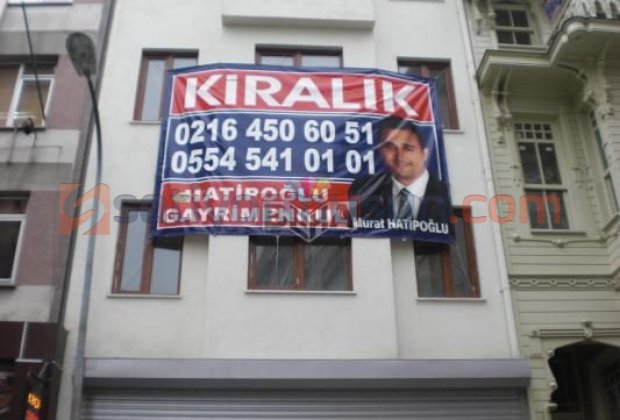 KİRALIK
0216 450 60 51
0554 541 01 01
HATİPOĞLU
GAYRİMENKUL
Murat HATİPOĞLU